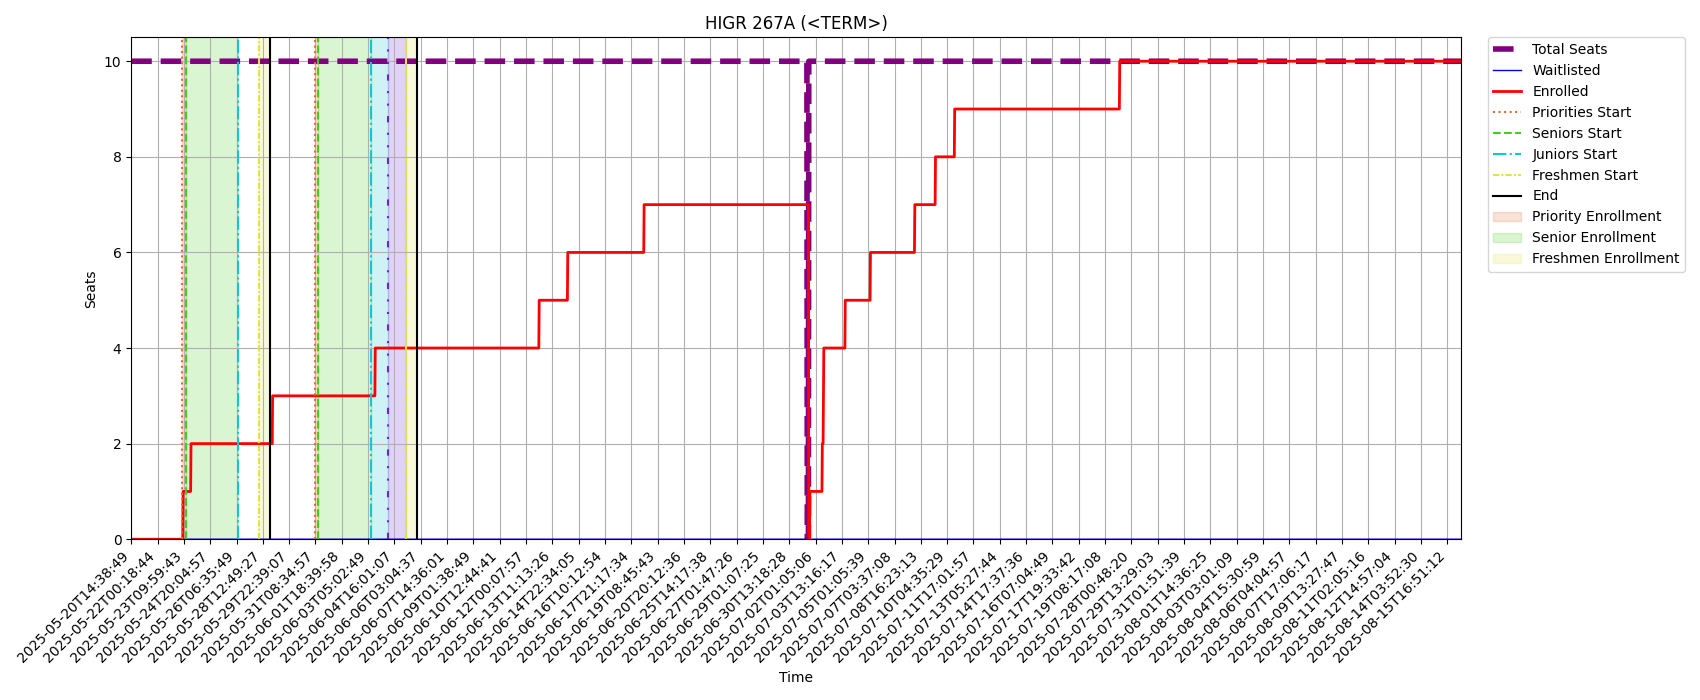 HIGR 267A (<TERM>)
Total Seats
Waitlisted
Enrolled
Priorities Start
Seniors Start
Juniors Start
Freshmen Start
End
Priority Enrollment
Senior Enrollment
Freshmen Enrollment
Seats
10
8
6
4
2
0
2025-05-20T14:38:49
2025-05-22T00:18:44
2025-05-23T09:59:43
2025-05-24T20:04:57
2025-05-26T06:35:49
2025-05-28T12:49:27
2025-05-29T22:39:07
2025-05-31T08:34:57
2025-06-01T18:39:58
2025-06-03T05:02:49
2025-06-04T16:01:07
2025-06-06T03:04:37
2025-06-07T14:36:01
2025-06-09T01:38:49
2025-06-10T12:44:41
2025-06-12T00:07:57
2025-06-13T11:13:26
2025-06-14T22:34:05
2025-06-16T10:12:54
2025-06-17T21:17:34
2025-06-19T08:45:43
2025-06-20T20:12:36
2025-06-25T14:17:38
2025-06-27T01:47:26
2025-06-29T01:07:25
2025-06-30T13:18:28
2025-07-02T01:05:06
2025-07-03T13:16:17
2025-07-05T01:05:39
2025-07-07T03:37:08
2025-07-08T16:23:13
2025-07-10T04:35:29
2025-07-11T17:01:57
2025-07-13T05:27:44
2025-07-14T17:37:36
2025-07-16T07:04:49
2025-07-17T19:33:42
2025-07-19T08:17:08
2025-07-28T00:48:20
2025-07-29T13:29:03
2025-07-31T01:51:39
2025-08-01T14:36:25
2025-08-03T03:01:09
2025-08-04T15:30:59
2025-08-06T04:04:57
2025-08-07T17:06:17
2025-08-09T13:27:47
2025-08-11T02:05:16
2025-08-12T14:57:04
2025-08-14T03:52:30
2025-08-15T16:51:12
Time